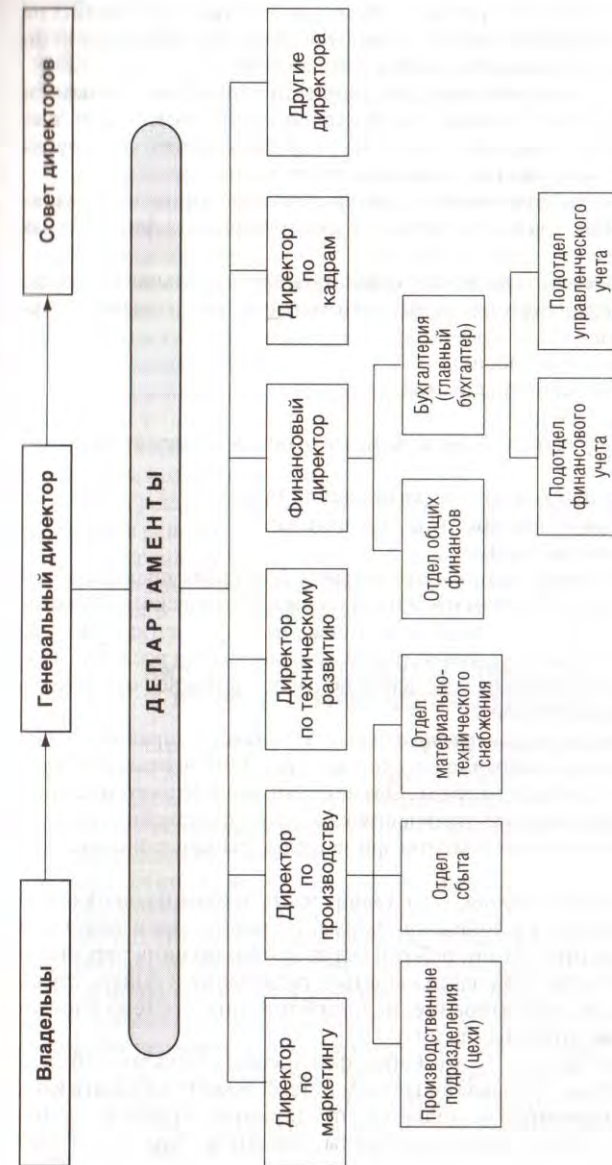 Владельцы
Генеральный директор
Совет директоров
ДЕПАРТАМЕНТЫ
Директор
по
маркетингу
Директор
по
производству
Директор
по техническому
развитию
Финансовый
директор
Директор
по
кадрам
Другие
директора
Производственные
подразделения
(цехи)
Отдел
сбыта
Отдел
материально-
технического
снабжения
Отдел общих
финансов
Бухгалтерия
(главный
бухгалтер)
Подотдел
финансового
учета
Подотдел
управленческого
учета